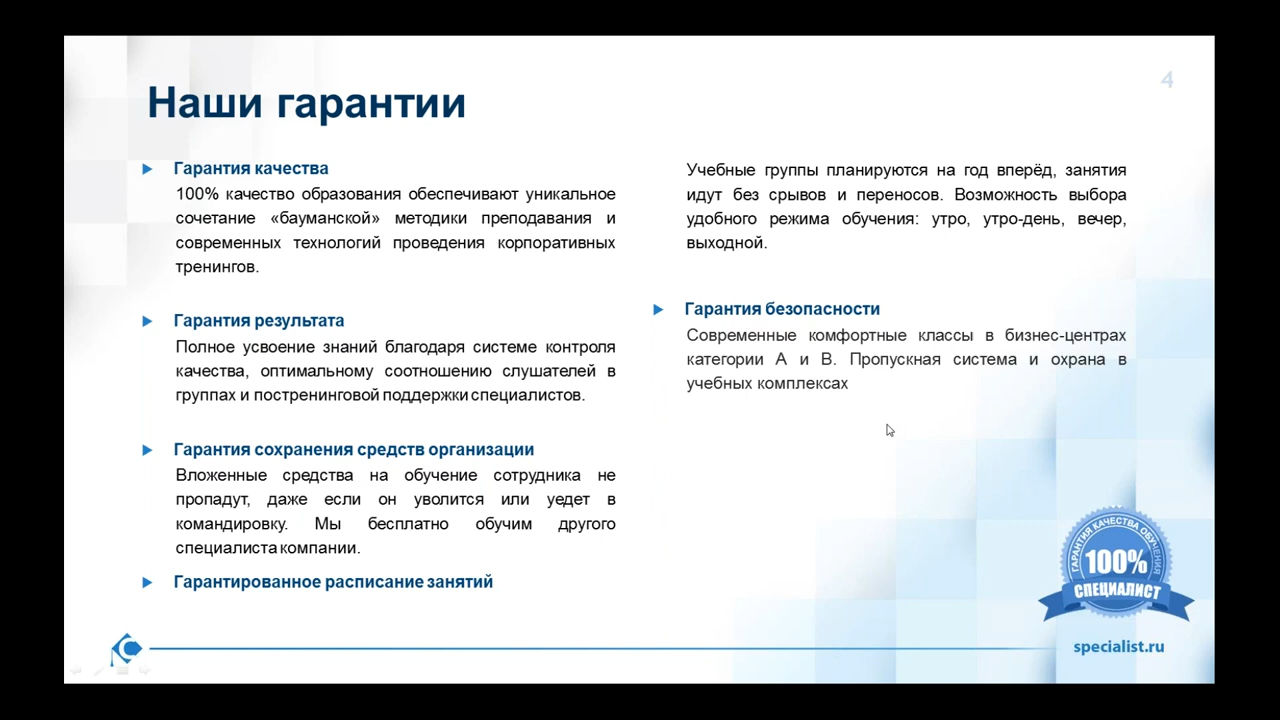 4
Наши гарантии
Гарантия качества
100% качество образования обеспечивают уникальное
сочетание «бауманской» методики преподавания и
современных технологий проведения корпоративных
тренингов.
Гарантия результата
Полное усвоение знаний благодаря системе контроля
качества, оптимальному соотношению слушателей в
группах и постренинговой поддержки специалистов.
Гарантия сохранения средств организации
Вложенные средства на обучение сотрудника не
пропадут, даже если он уволится или уедет в
командировку. Мы бесплатно обучим другого
специалиста компании.
Гарантированное расписание занятий
Учебные группы планируются на год вперёд, занятия
идут без срывов и переносов. Возможность выбора
удобного режима обучения: утро, утро-день, вечер,
выходной.
Гарантия безопасности
Современные комфортные классы в бизнес-центрах
категории А и В. Пропускная система и охрана в
учебных комплексах
ГАРАНТИЯ КАЧЕСТВА ОБУЧЕНИЯ
100%
СПЕЦИАЛИСТ
specialist.ru